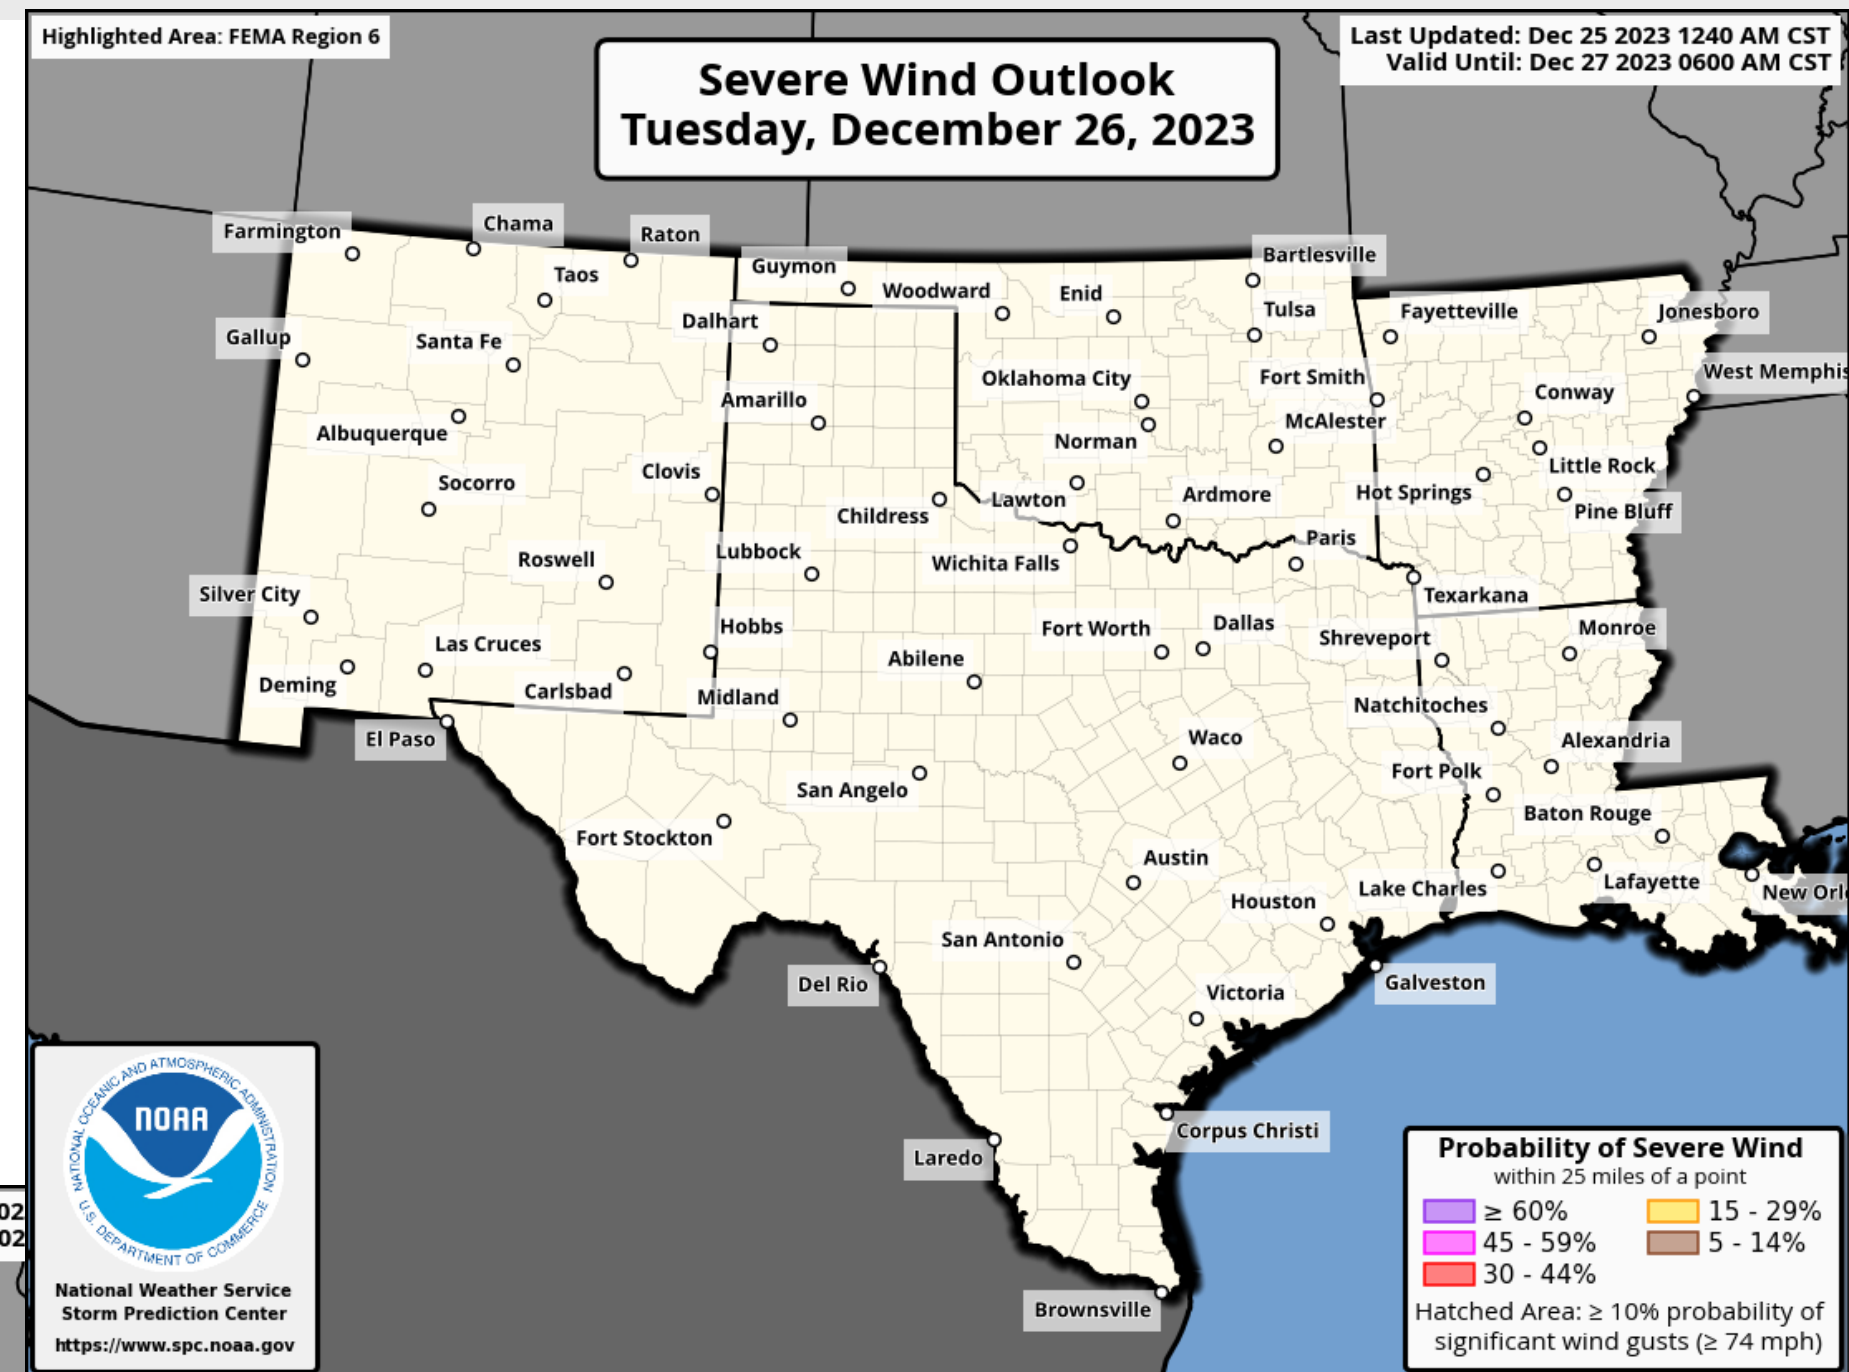 Highlighted Area: FEMA Region 6
Last Updated: Dec 25 2023 1240 AM CST
Valid Until: Dec 27 2023 0600 AM CST
Severe Wind Outlook
Tuesday, December 26, 2023
Farmington
Chama
Raton
Guymon
Bartlesville
Taos
Woodward
Enid
Tulsa
Fayetteville
Jonesboro
Gallup
Santa Fe
Dalhart
Oklahoma City
Fort Smith
West Memphis
Amarillo
Conway
Albuquerque
Norman
McAlester
Socorro
Clovis
Little Rock
Childress
Lawton
Ardmore
Hot Springs
Pine Bluff
Roswell
Lubbock
Wichita Falls
Paris
Silver City
Texarkana
Hobbs
Fort Worth
Dallas
Shreveport
Monroe
Las Cruces
Abilene
Deming
Carlsbad
Midland
Natchitoches
El Paso
Waco
Alexandria
San Angelo
Fort Polk
Fort Stockton
Baton Rouge
Austin
Lake Charles
Lafayette
New Orl
Houston
San Antonio
Del Rio
Victoria
Galveston
Corpus Christi
Laredo
Brownsville
02
02
NATIONAL OCEANIC AND ATMOSPHERIC ADMINISTRATION
NOAA
U.S. DEPARTMENT OF COMMERCE
National Weather Service
Storm Prediction Center
https://www.spc.noaa.gov
Probability of Severe Wind
within 25 miles of a point
≥ 60% 15 - 29%
45 - 59% 5 - 14%
30 - 44%
Hatched Area: ≥ 10% probability of
significant wind gusts (≥ 74 mph)